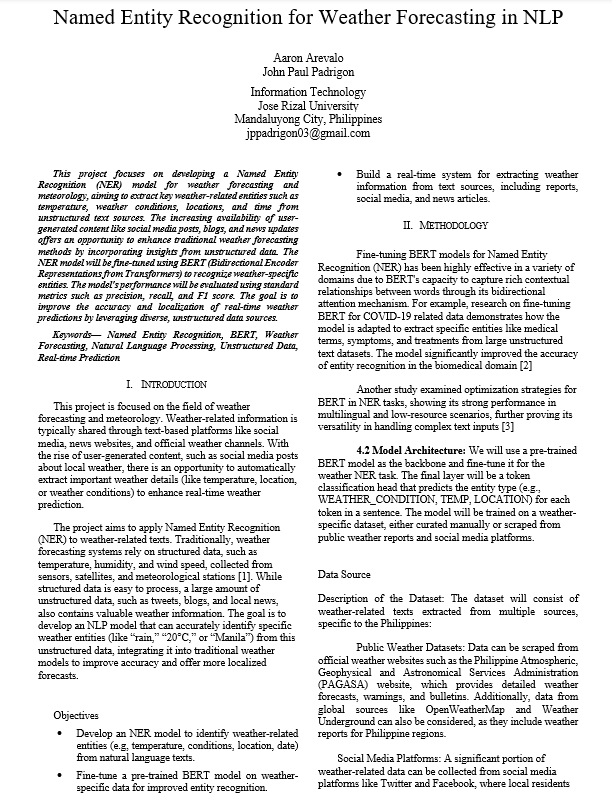 Named Entity Recognition for Weather Forecasting in NLP
Aaron Arevalo
John Paul Padrigon
Information Technology
Jose Rizal University
Mandaluyong City, Philippines
jppadrigon03@gmail.com
This project focuses on developing a Named Entity
Recognition (NER) model for weather forecasting and
meteorology, aiming to extract key weather-related entities such as
temperature, weather conditions, locations, and time from
unstructured text sources. The increasing availability of user-
generated content like social media posts, blogs, and news updates
offers an opportunity to enhance traditional weather forecasting
methods by incorporating insights from unstructured data. The
NER model will be fine-tuned using BERT (Bidirectional Encoder
Representations from Transformers) to recognize weather-specific
entities. The model's performance will be evaluated using standard
metrics such as precision, recall, and F1 score. The goal is to
improve the accuracy and localization of real-time weather
predictions by leveraging diverse, unstructured data sources.
Keywords— Named Entity Recognition, BERT, Weather
Forecasting, Natural Language Processing, Unstructured Data,
Real-time Prediction
I. INTRODUCTION
This project is focused on the field of weather
forecasting and meteorology. Weather-related information is
typically shared through text-based platforms like social
media, news websites, and official weather channels. With
the rise of user-generated content, such as social media posts
about local weather, there is an opportunity to automatically
extract important weather details (like temperature, location,
or weather conditions) to enhance real-time weather
prediction.
The project aims to apply Named Entity Recognition
(NER) to weather-related texts. Traditionally, weather
forecasting systems rely on structured data, such as
temperature, humidity, and wind speed, collected from
sensors, satellites, and meteorological stations [1]. While
structured data is easy to process, a large amount of
unstructured data, such as tweets, blogs, and local news,
also contains valuable weather information. The goal is to
develop an NLP model that can accurately identify specific
weather entities (like “rain,” “20°C,” or “Manila”) from this
unstructured data, integrating it into traditional weather
models to improve accuracy and offer more localized
forecasts.
Objectives
• Develop an NER model to identify weather-related
entities (e.g, temperature, conditions, location, date)
from natural language texts.
• Fine-tune a pre-trained BERT model on weather-
specific data for improved entity recognition.
• Build a real-time system for extracting weather
information from text sources, including reports,
social media, and news articles.
II. METHODOLOGY
Fine-tuning BERT models for Named Entity
Recognition (NER) has been highly effective in a variety of
domains due to BERT's capacity to capture rich contextual
relationships between words through its bidirectional
attention mechanism. For example, research on fine-tuning
BERT for COVID-19 related data demonstrates how the
model is adapted to extract specific entities like medical
terms, symptoms, and treatments from large unstructured
text datasets. The model significantly improved the accuracy
of entity recognition in the biomedical domain [2]
Another study examined optimization strategies for
BERT in NER tasks, showing its strong performance in
multilingual and low-resource scenarios, further proving its
versatility in handling complex text inputs [3]
4.2 Model Architecture: We will use a pre-trained
BERT model as the backbone and fine-tune it for the
weather NER task. The final layer will be a token
classification head that predicts the entity type (e.g.,
WEATHER_CONDITION, TEMP, LOCATION) for each
token in a sentence. The model will be trained on a weather-
specific dataset, either curated manually or scraped from
public weather reports and social media platforms.
Data Source
Description of the Dataset: The dataset will consist of
weather-related texts extracted from multiple sources,
specific to the Philippines:
Public Weather Datasets: Data can be scraped from
official weather websites such as the Philippine Atmospheric,
Geophysical and Astronomical Services Administration
(PAGASA) website, which provides detailed weather
forecasts, warnings, and bulletins. Additionally, data from
global sources like OpenWeatherMap and Weather
Underground can also be considered, as they include weather
reports for Philippine regions.
Social Media Platforms: A significant portion of
weather-related data can be collected from social media
platforms like Twitter and Facebook, where local residents